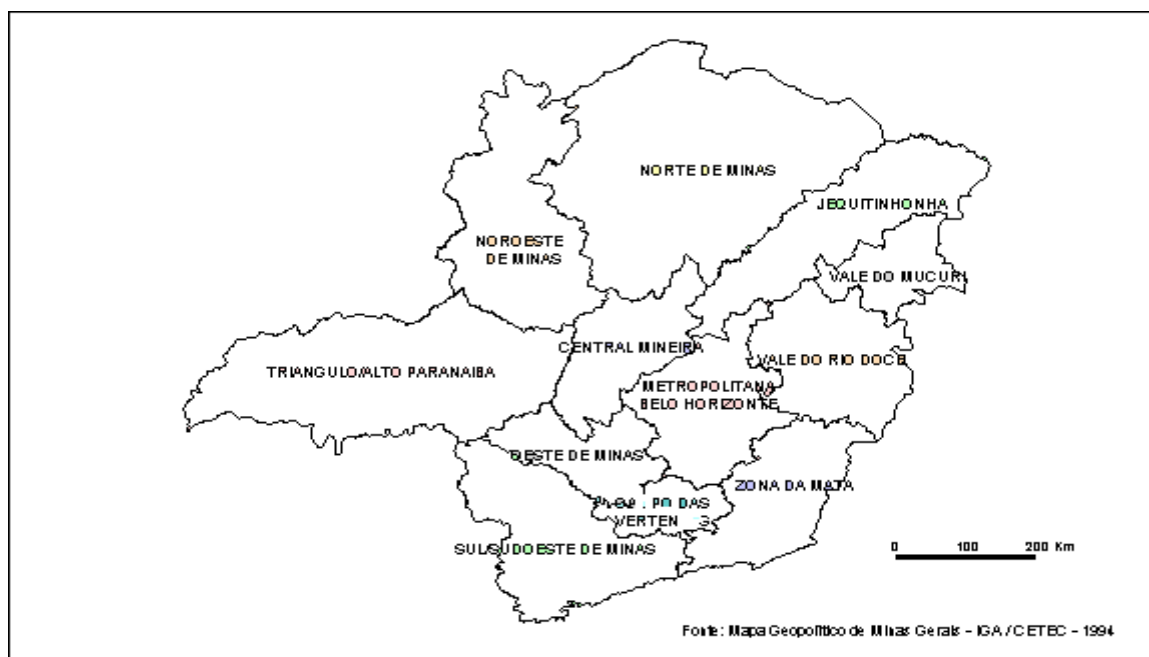 NORTE DE MINAS
JEQUITINHONHA
NOROESTE
DE MINAS
VALE DO MUCURI
CENTRAL MINEIRA
VALE DO RIO DOCE
TRIANGULO/ALTO PARANAIBA
METROPOLITANA
BELO HORIZONTE
OESTE DE MINAS
ZONA DA MATA
PO DAS
VERTEN
SUL/SUDOESTE DE MINAS
0 100 200 Km
Fonte: Mapa Geopolítico de Minas Gerais - IGA / CETEC - 1994